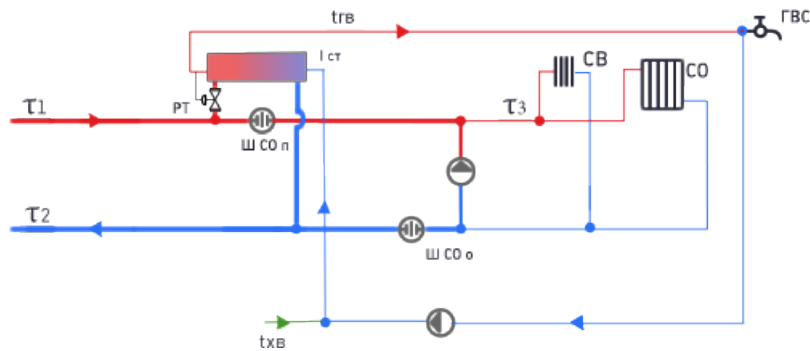 tгв
ГВС
I ст
СВ
СО
τ1
РТ
τ3
Ш СО п
τ2
Ш СО о
tхв